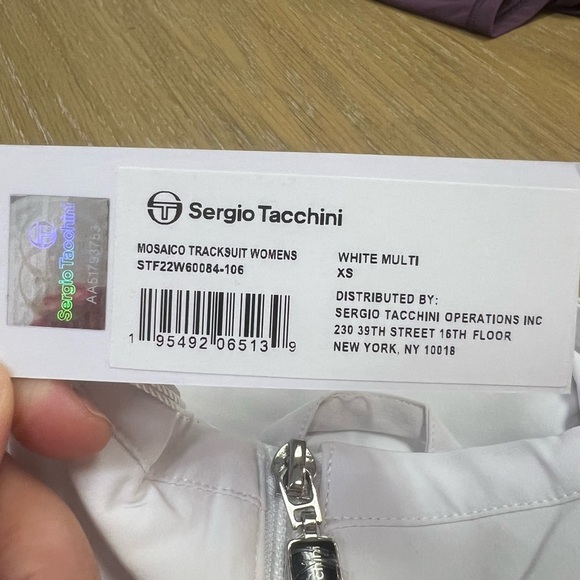 Sergio Tacchini
AA51793753
Sergio Tacchini
MOSAICO TRACKSUIT WOMENS
STF22W60084-106
1 95492 06513 9
WHITE MULTI
XS
DISTRIBUTED BY:
SERGIO TACCHINI OPERATIONS INC
230 39TH STREET 16TH FLOOR
NEW YORK, NY 10018